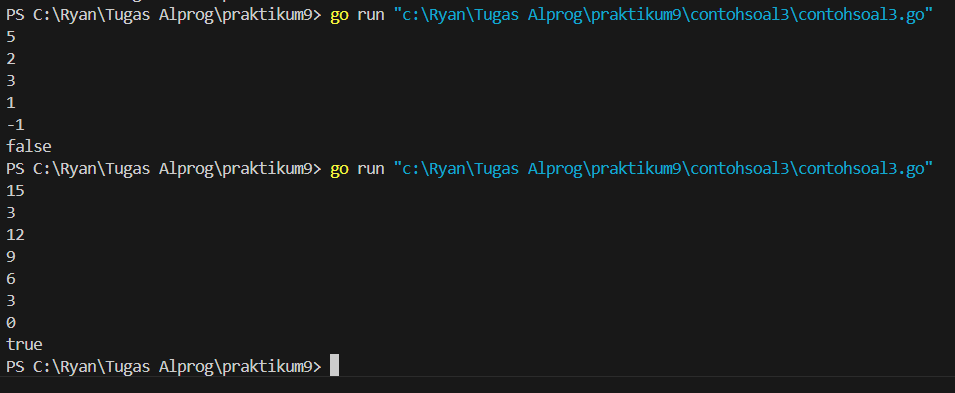 PS C:\Ryan\Tugas Alprog\praktikum9> go run "c:\Ryan\Tugas Alprog\praktikum9\contohsoal3\contohsoal3.go"
5
2
3
1
-1
false
PS C:\Ryan\Tugas Alprog\praktikum9> go run "c:\Ryan\Tugas Alprog\praktikum9\contohsoal3\contohsoal3.go"
15
3
12
9
6
3
0
true
PS C:\Ryan\Tugas Alprog\praktikum9>